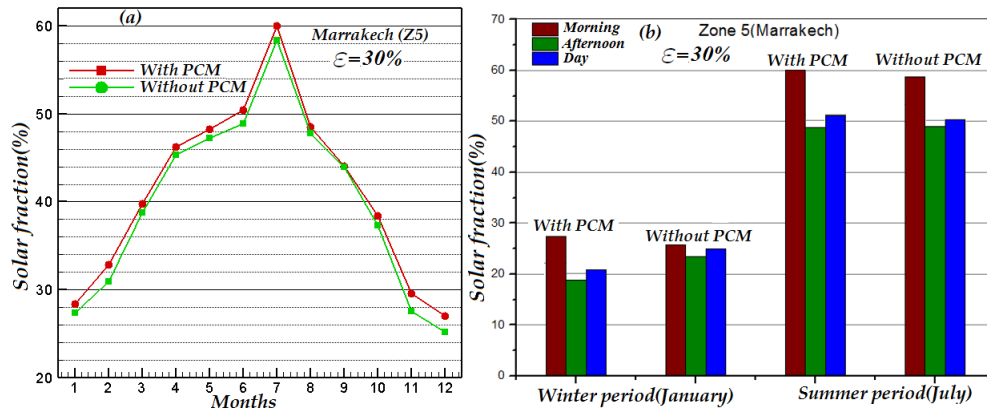 (a)
Marrakech (Z5)
ε=30%
With PCM
Without PCM
Solar fraction(%)
60
50
40
30
20
1 2 3 4 5 6 7 8 9 10 11 12
Months
Morning
Afternoon
Day
(b)
Zone 5(Marrakech)
ε=30%
With PCM
Without PCM
With PCM
Without PCM
Solar fraction(%)
70
60
50
40
30
20
10
0
Winter period(January)
Summer period(July)